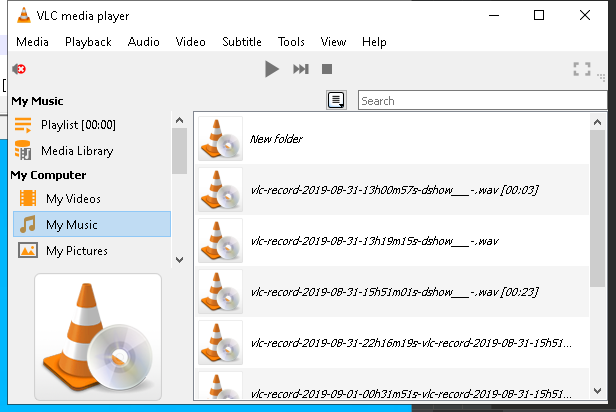 VLC media player
Media Playback Audio Video Subtitle Tools View Help
My Music
Search
Playlist [00:00]
Media Library
My Computer
My Videos
My Music
My Pictures
New folder
vlc-record-2019-08-31-13h00m57s-dshow___-.wav [00:03]
vlc-record-2019-08-31-13h19m15s-dshow___-.wav
vlc-record-2019-08-31-15h51m01s-dshow___-.wav [00:23]
vlc-record-2019-08-31-22h16m19s-vlc-record-2019-08-31-15h51...
vlc-record-2019-09-01-00h31m51s-vlc-record-2019-08-31-15h51...